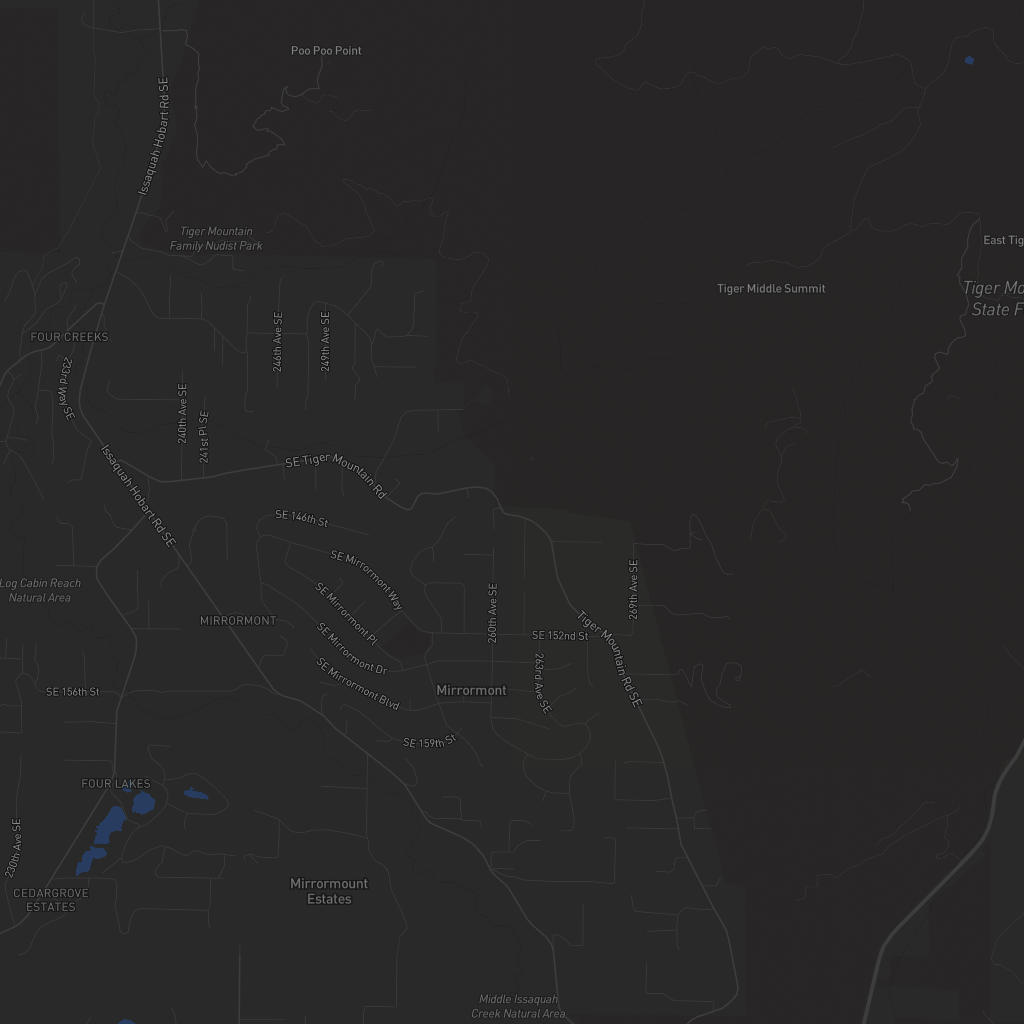 Poo Poo Point
Issaquah Hobart Rd SE
Tiger Mountain
Family Nudist Park
East Tig
Tiger Middle Summit
Tiger Mo
State F
FOUR CREEKS
246th Ave SE
249th Ave SE
233rd Way SE
240th Ave SE
241st Pl SE
SE Tiger Mountain Rd
Issaquah Hobart Rd SE
SE 146th St
SE Mirrormont Way
Log Cabin Reach
Natural Area
SE Mirrormont Pl
260th Ave SE
269th Ave SE
MIRRORMONT
SE Mirrormont Dr
SE 152nd St
Tiger Mountain Rd SE
SE Mirrormont Blvd
263rd Ave SE
SE 156th St
Mirrormont
SE 159th St
FOUR LAKES
230th Ave SE
CEDARGROVE
ESTATES
Mirrormount
Estates
Middle Issaquah
Creek Natural Area